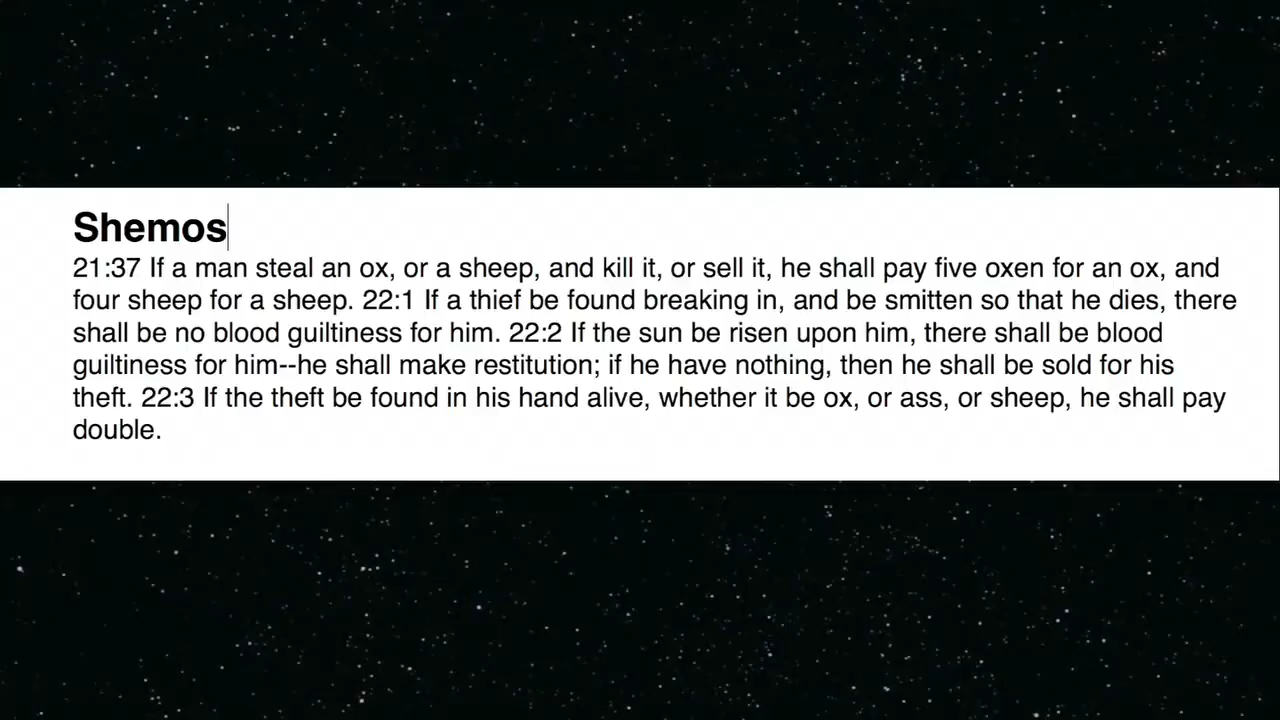 Shemos
21:37 If a man steal an ox, or a sheep, and kill it, or sell it, he shall pay five oxen for an ox, and
four sheep for a sheep. 22:1 If a thief be found breaking in, and be smitten so that he dies, there
shall be no blood guiltiness for him. 22:2 If the sun be risen upon him, there shall be blood
guiltiness for him--he shall make restitution; if he have nothing, then he shall be sold for his
theft. 22:3 If the theft be found in his hand alive, whether it be ox, or ass, or sheep, he shall pay
double.